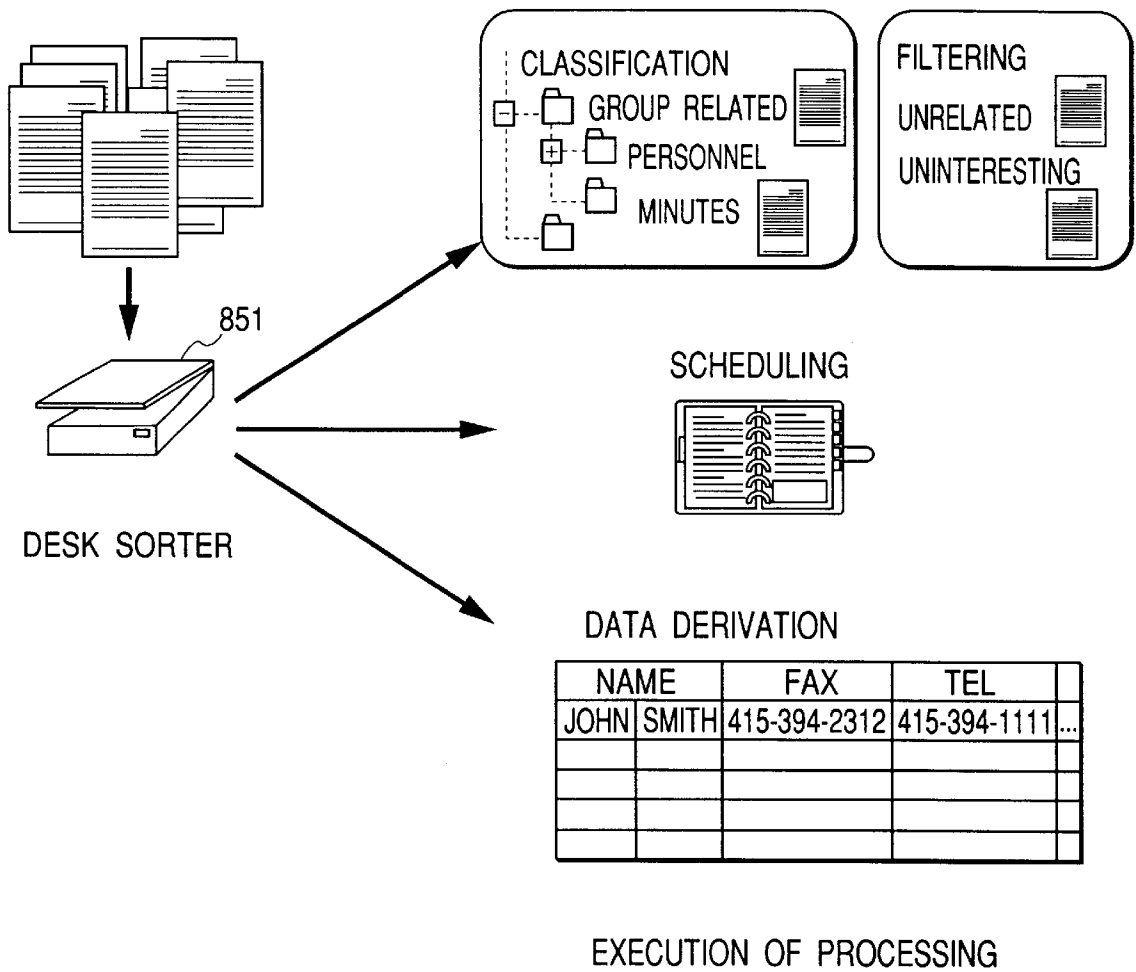 CLASSIFICATION
GROUP RELATED
PERSONNEL
MINUTES
FILTERING
UNRELATED
UNINTERESTING
851
DESK SORTER
SCHEDULING
DATA DERIVATION
NAME FAX TEL
JOHN SMITH 415-394-2312 415-394-1111 ...
EXECUTION OF PROCESSING